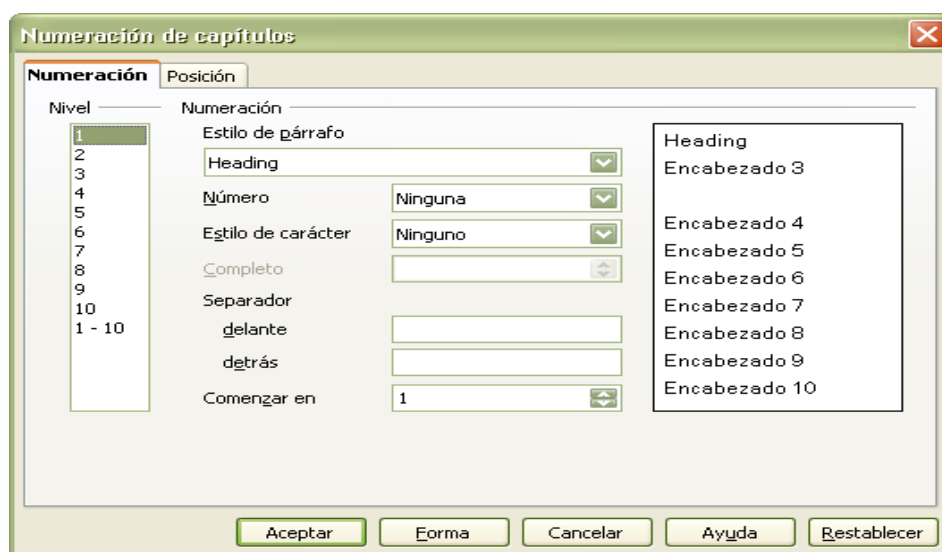 Numeración de capítulos
Numeración Posición
Nivel
1
2
3
4
5
6
7
8
9
10
1 - 10
Numeración
Estilo de párrafo
Heading
Número Ninguna
Estilo de carácter Ninguno
Completo
Separador
delante
detrás
Comenzar en 1
Heading
Encabezado 3
Encabezado 4
Encabezado 5
Encabezado 6
Encabezado 7
Encabezado 8
Encabezado 9
Encabezado 10
Aceptar Forma Cancelar Ayuda Restablecer